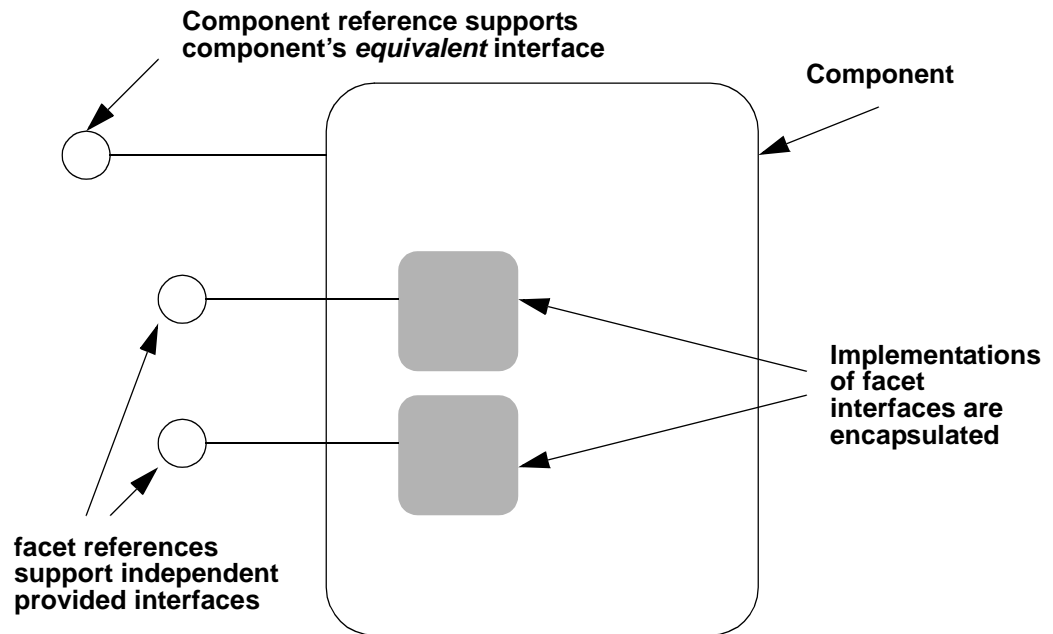 Component reference supports
component’s equivalent interface
Component
Implementations
of facet
interfaces are
encapsulated
facet references
support independent
provided interfaces